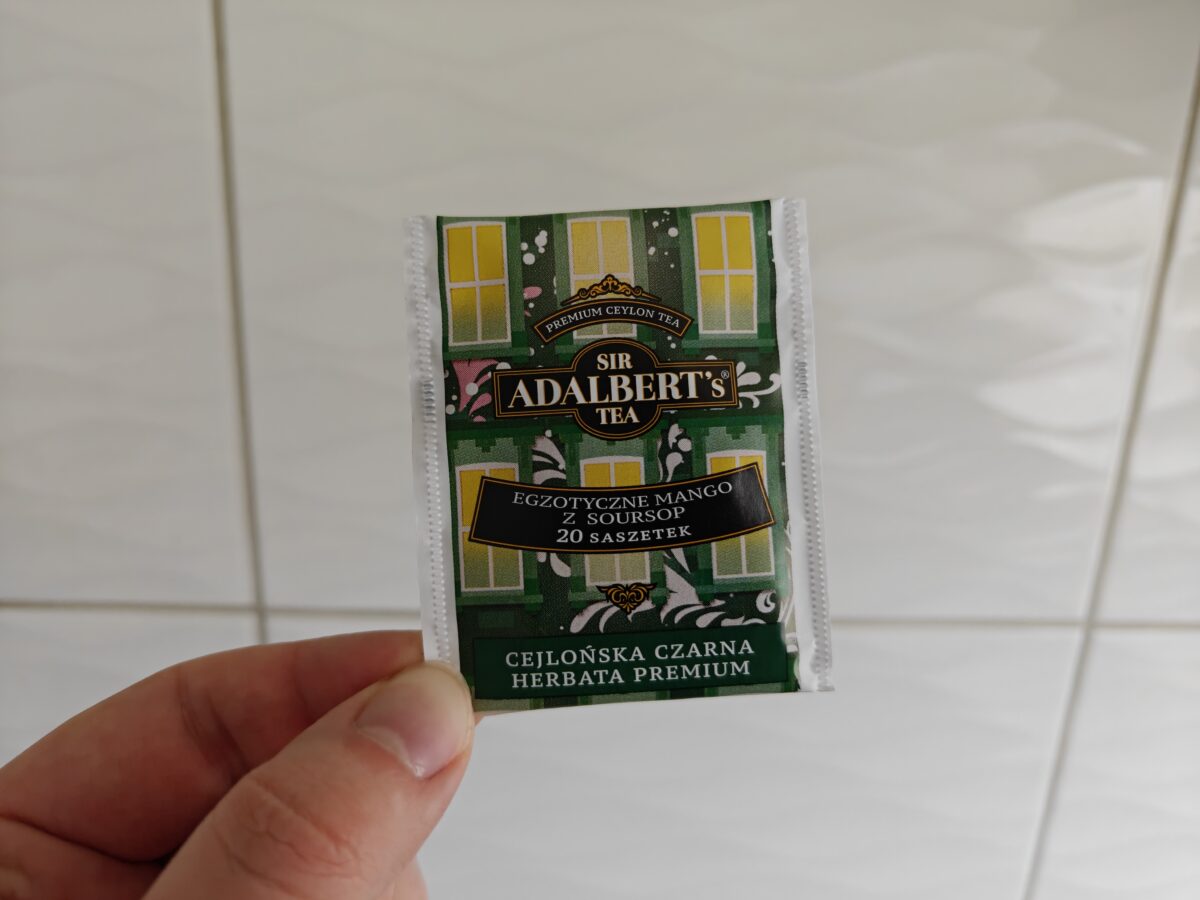 PREMIUM CEYLON TEA
SIR
ADALBERT's®
TEA
EGZOTYCZNE MANGO
Z SOURSOP
20 SASZETEK
CEJLOŃSKA CZARNA
HERBATA PREMIUM